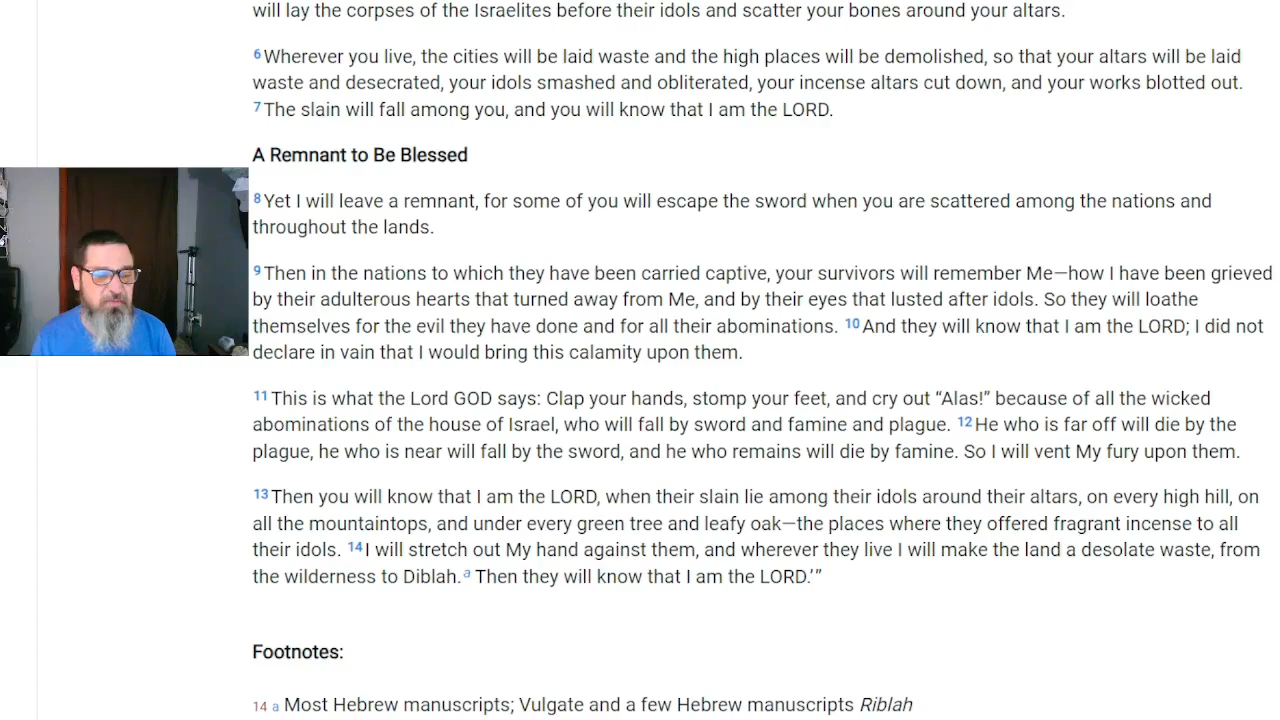 will lay the corpses of the Israelites before their idols and scatter your bones around your altars.
6 Wherever you live, the cities will be laid waste and the high places will be demolished, so that your altars will be laid
waste and desecrated, your idols smashed and obliterated, your incense altars cut down, and your works blotted out.
7 The slain will fall among you, and you will know that I am the LORD.
A Remnant to Be Blessed
8 Yet I will leave a remnant, for some of you will escape the sword when you are scattered among the nations and
throughout the lands.
9 Then in the nations to which they have been carried captive, your survivors will remember Me—how I have been grieved
by their adulterous hearts that turned away from Me, and by their eyes that lusted after idols. So they will loathe
themselves for the evil they have done and for all their abominations. 10 And they will know that I am the LORD; I did not
declare in vain that I would bring this calamity upon them.
11 This is what the Lord GOD says: Clap your hands, stomp your feet, and cry out “Alas!” because of all the wicked
abominations of the house of Israel, who will fall by sword and famine and plague. 12 He who is far off will die by the
plague, he who is near will fall by the sword, and he who remains will die by famine. So I will vent My fury upon them.
13 Then you will know that I am the LORD, when their slain lie among their idols around their altars, on every high hill, on
all the mountaintops, and under every green tree and leafy oak—the places where they offered fragrant incense to all
their idols. 14 I will stretch out My hand against them, and wherever they live I will make the land a desolate waste, from
the wilderness to Diblah. a Then they will know that I am the LORD.’”
Footnotes:
14 a Most Hebrew manuscripts; Vulgate and a few Hebrew manuscripts Riblah